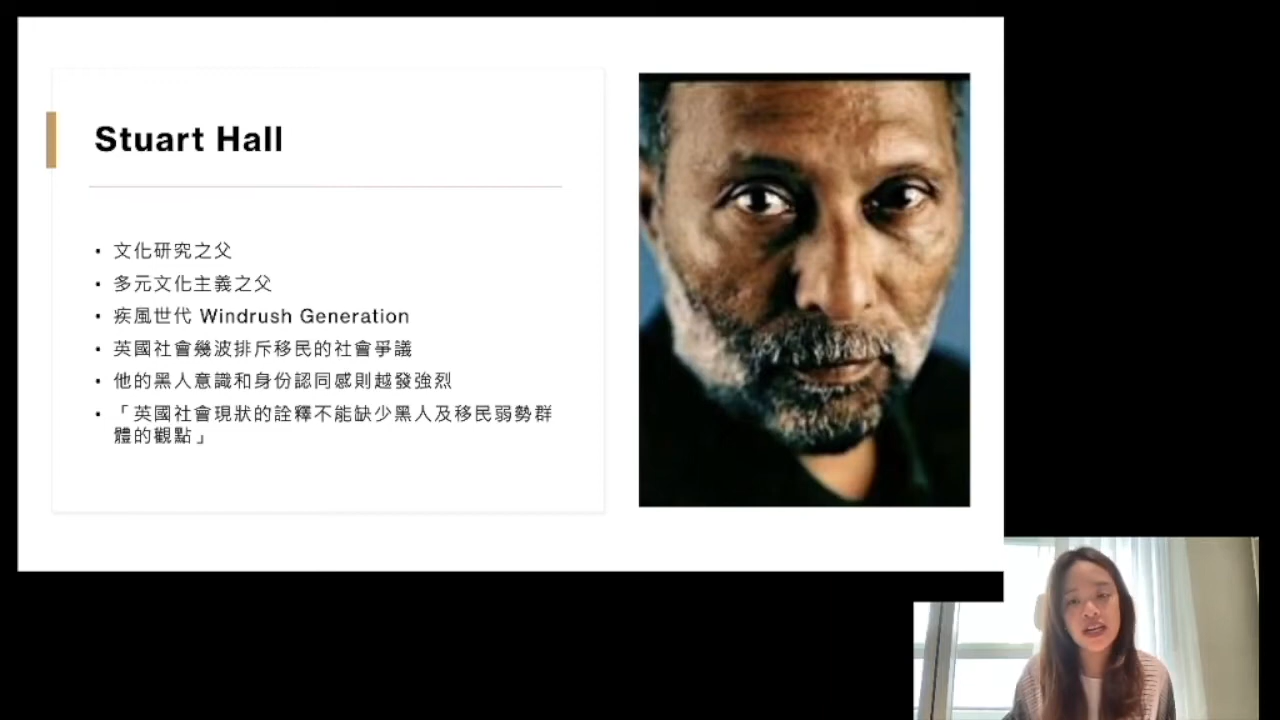 Stuart Hall
• 文化研究之父
• 多元文化主義之父
• 疾風世代 Windrush Generation
• 英國社會幾波排斥移民的社會爭議
• 他的黑人意識和身份認同感則越發強烈
• 「英國社會現狀的詮釋不能缺少黑人及移民弱勢群
體的觀點」